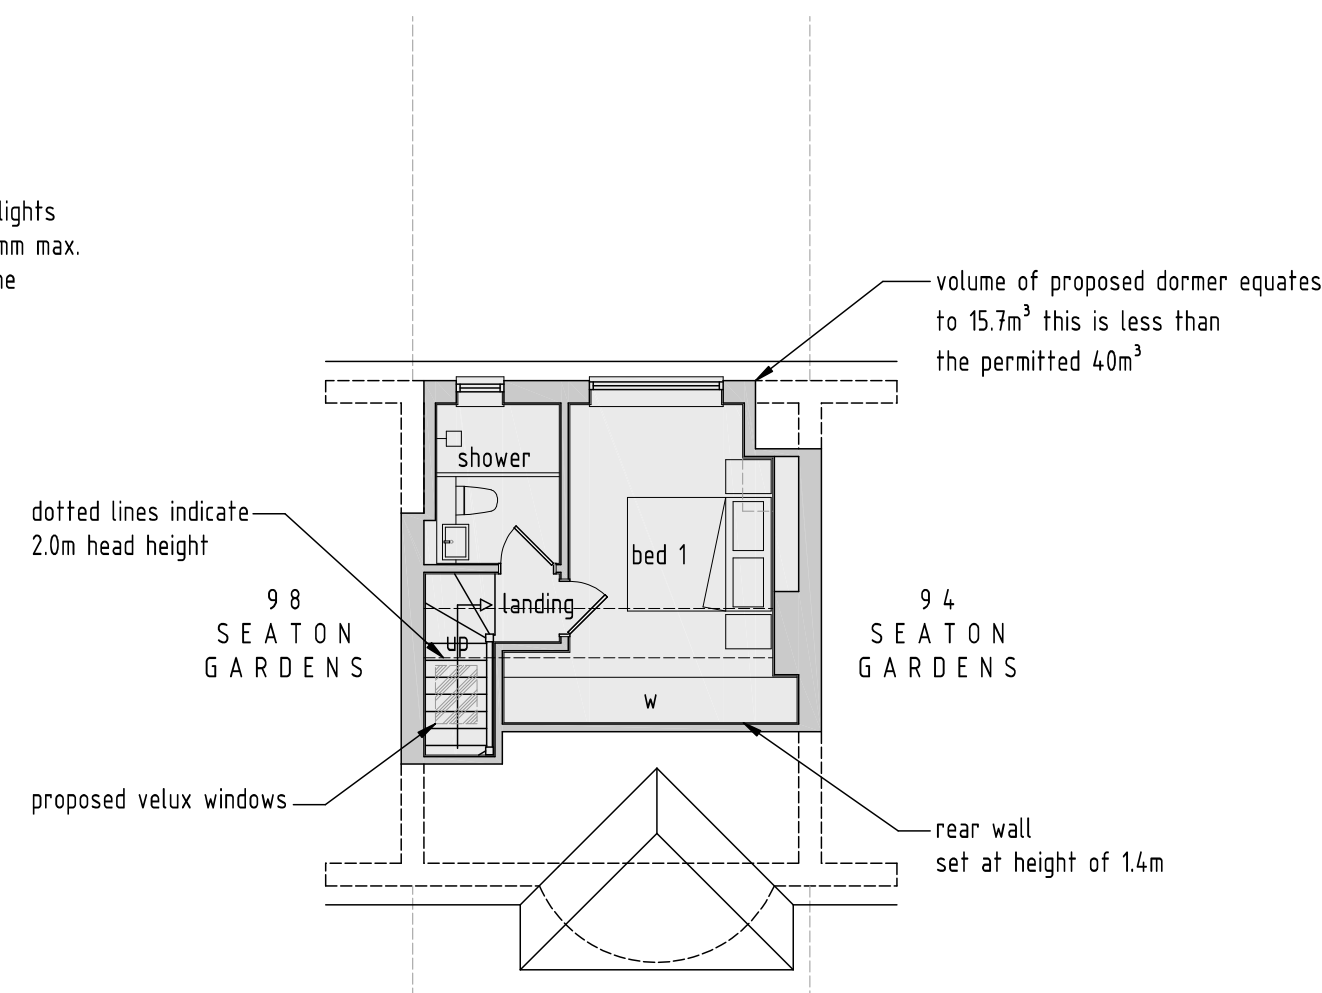 lights
mm max.
volume of proposed dormer equates
to 15.7m³ this is less than
the permitted 40m³
shower
dotted lines indicate
2.0m head height
bed 1
landing
98
SEATON
GARDENS
94
SEATON
GARDENS
up
w
proposed velux windows
rear wall
set at height of 1.4m